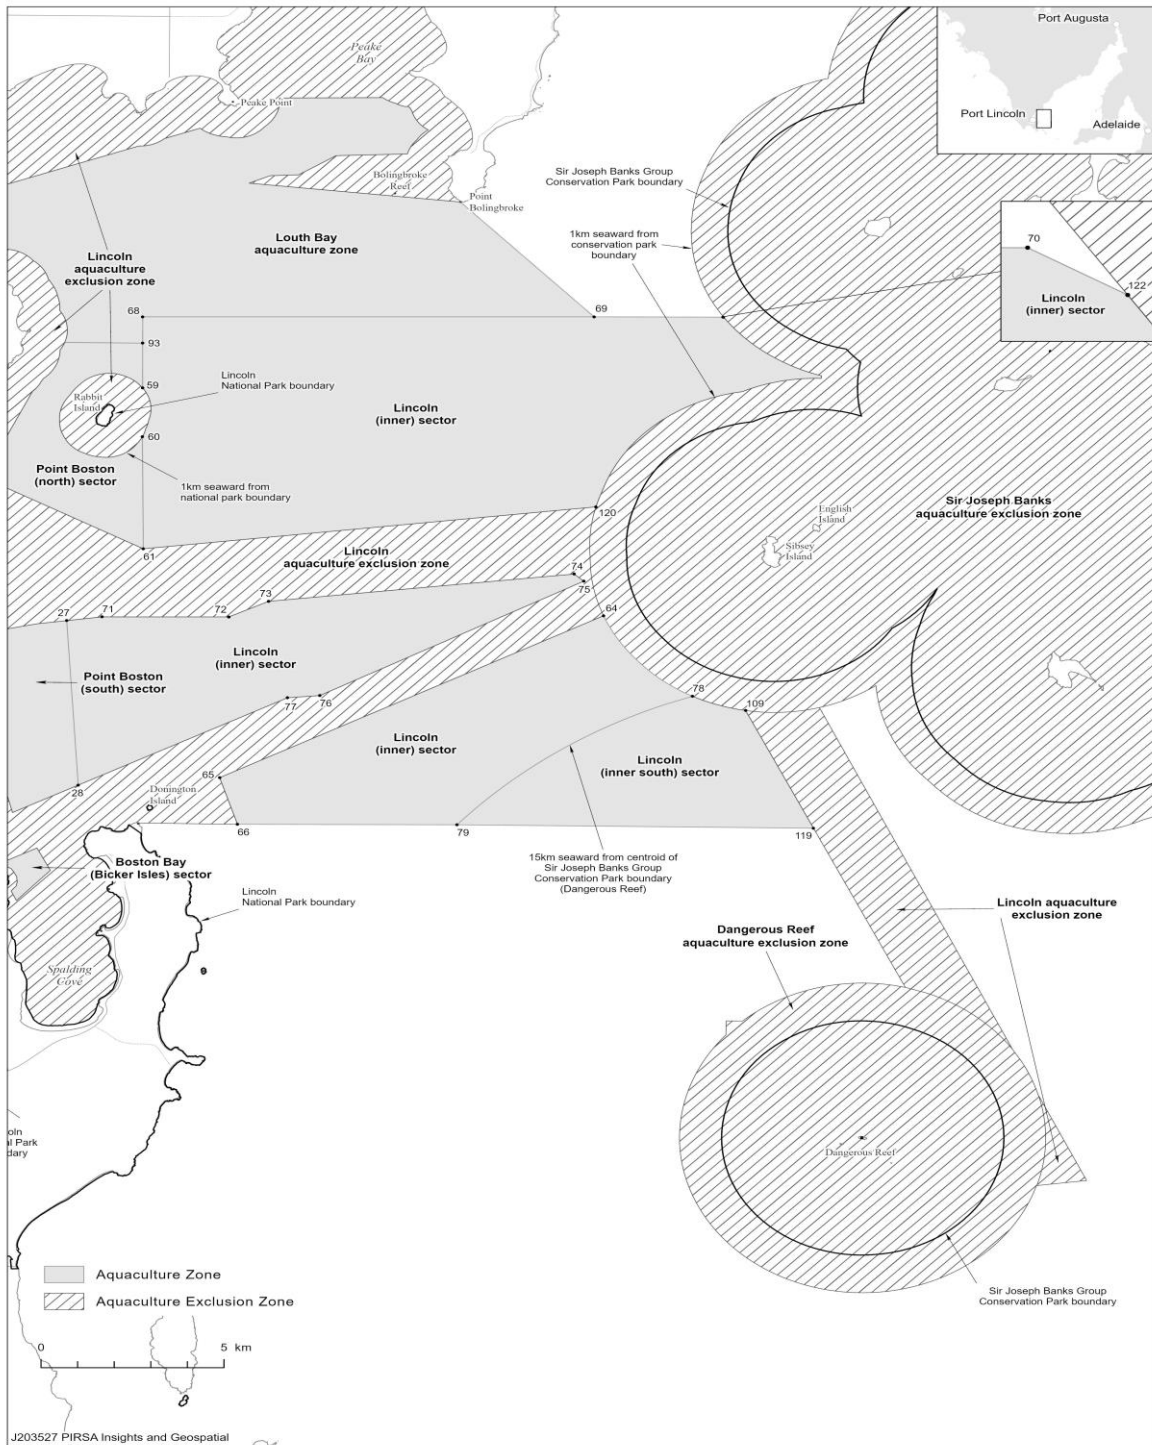 Port Augusta
Port Lincoln
Adelaide
Peake
Bay
Peake Point
Bolingbroke
Reef
Point
Bolingbroke
Sir Joseph Banks Group
Conservation Park boundary
1km seaward from
conservation park
boundary
Louth Bay
aquaculture zone
Lincoln
aquaculture
exclusion zone
70
122
Lincoln
(inner) sector
68
69
93
59
Lincoln
National Park boundary
Rabbit
Island
60
Lincoln
(inner) sector
Point Boston
(north) sector
1km seaward from
national park boundary
120
English
Island
Sibsey
Island
Sir Joseph Banks
aquaculture exclusion zone
61
Lincoln
aquaculture exclusion zone
74
75
73
27
71
72
64
Lincoln
(inner) sector
Point Boston
(south) sector
77
76
78
109
Lincoln
(inner) sector
Lincoln
(inner south) sector
65
28
Donington
Island
66
79
119
Boston Bay
(Bicker Isles) sector
15km seaward from centroid of
Sir Joseph Banks Group
Conservation Park boundary
(Dangerous Reef)
Lincoln
National Park boundary
Lincoln aquaculture
exclusion zone
Dangerous Reef
aquaculture exclusion zone
Spalding
Cove
Dangerous Reef
oln
al Park
dary
Aquaculture Zone
Aquaculture Exclusion Zone
Sir Joseph Banks Group
Conservation Park boundary
0 5 km
J203527 PIRSA Insights and Geospatial